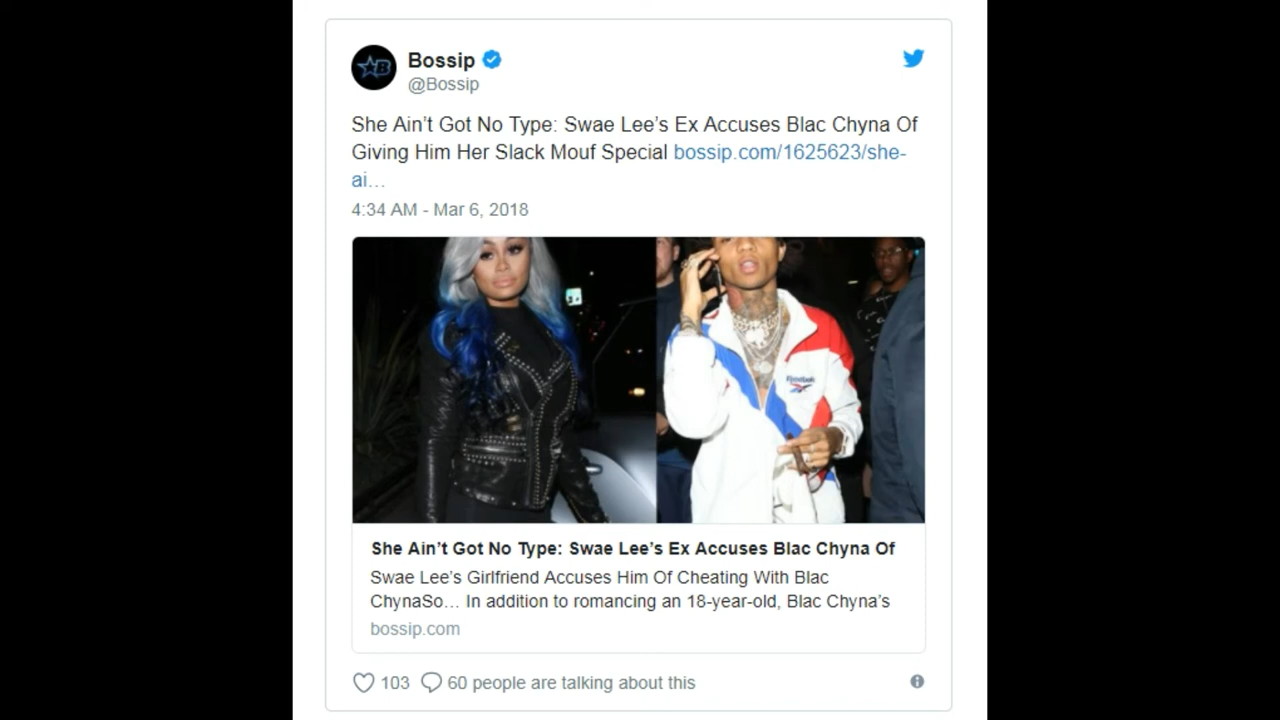 Bossip
@Bossip
She Ain't Got No Type: Swae Lee's Ex Accuses Blac Chyna Of
Giving Him Her Slack Mouf Special bossip.com/1625623/she-
ai…
4:34 AM - Mar 6, 2018
Reebok
She Ain't Got No Type: Swae Lee's Ex Accuses Blac Chyna Of
Swae Lee's Girlfriend Accuses Him Of Cheating With Blac
ChynaSo… In addition to romancing an 18-year-old, Blac Chyna's
bossip.com
103 60 people are talking about this